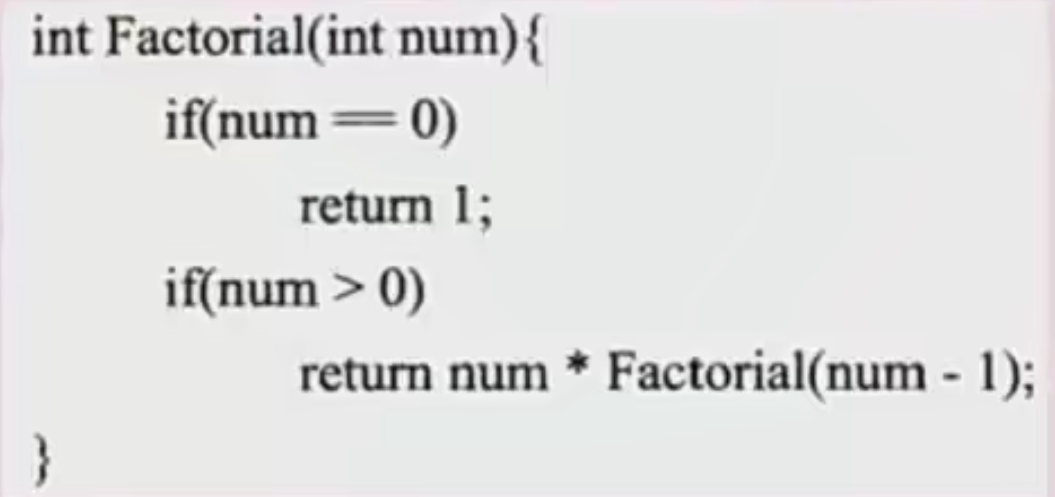 int Factorial(int num){
if(num == 0)
return 1;
if(num > 0)
return num * Factorial(num - 1);
}